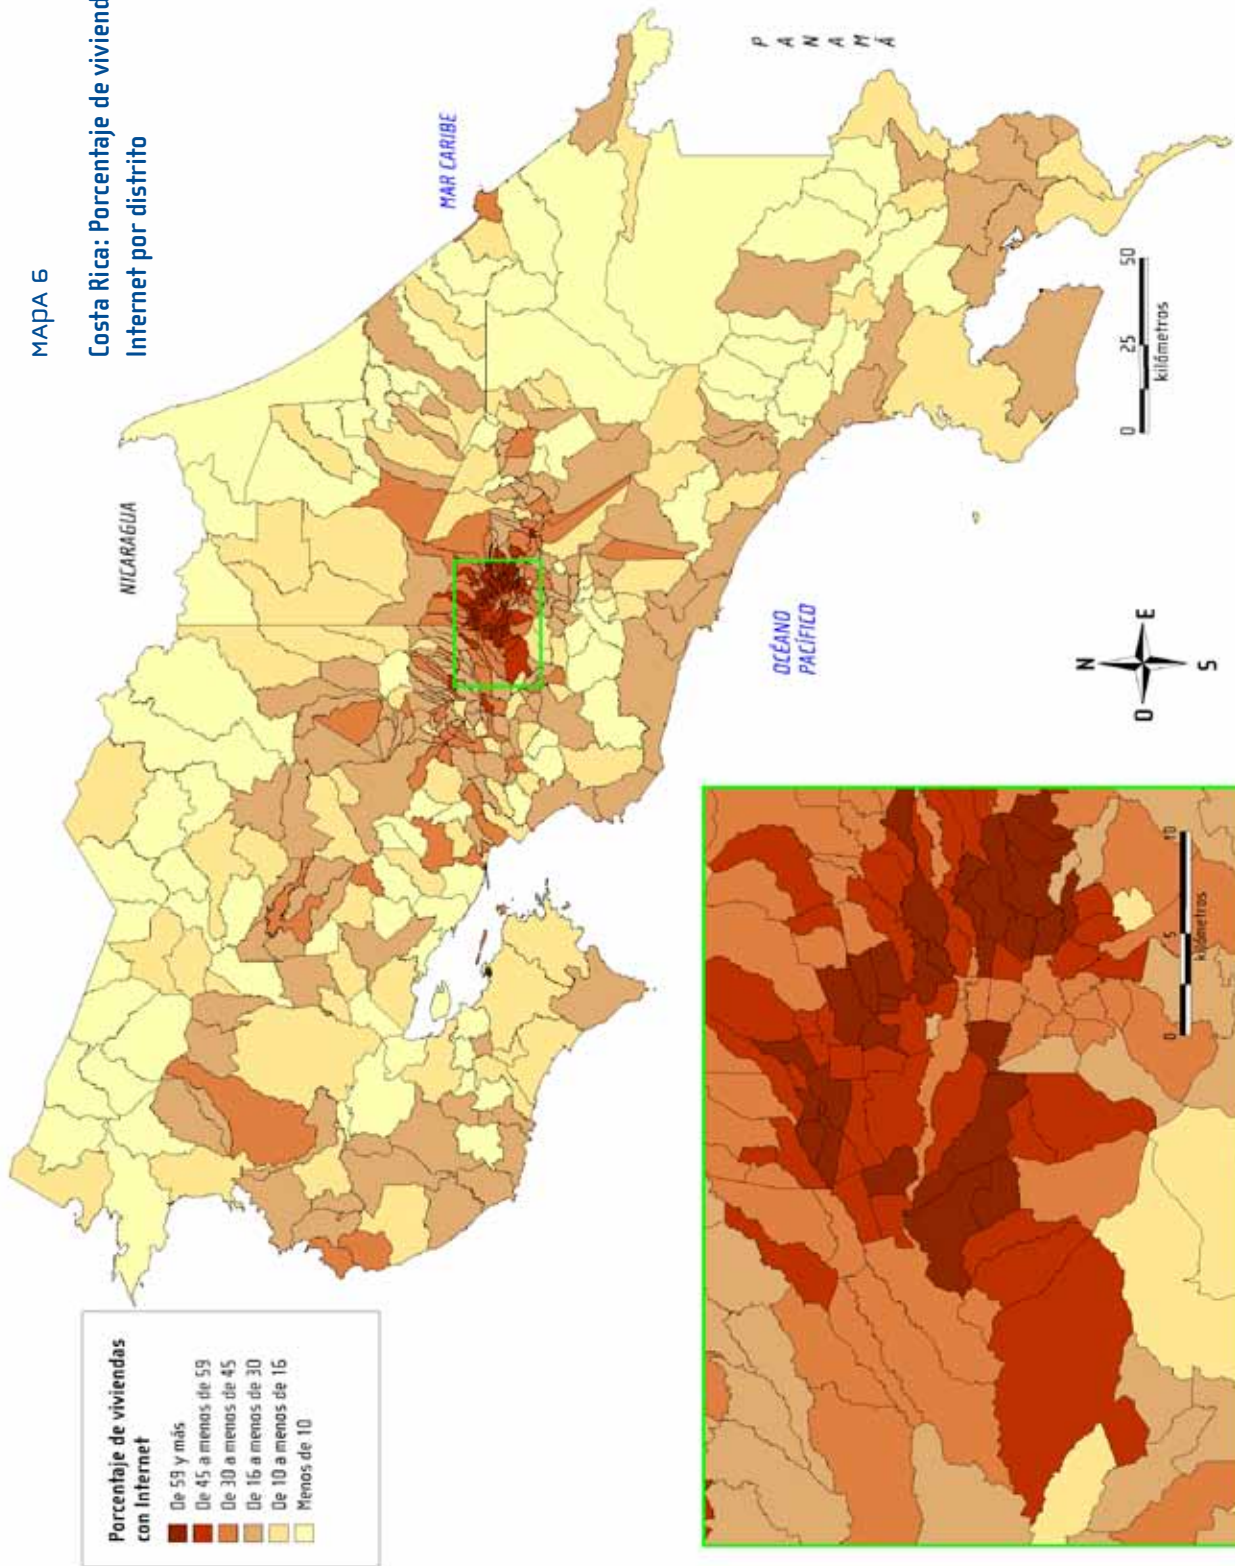 MAPA 6
Costa Rica: Porcentaje de
Internet por distrito
NICARAGUA
MAR CARIBE
PANAMÁ
OCÉANO
PACÍFICO
Porcentaje de viviendas
con Internet
De 59 y más
De 45 a menos de 59
De 30 a menos de 45
De 16 a menos de 30
De 10 a menos de 16
Menos de 10
N
O E
S
0 25 50
kilómetros
0 5 10
kilómetros